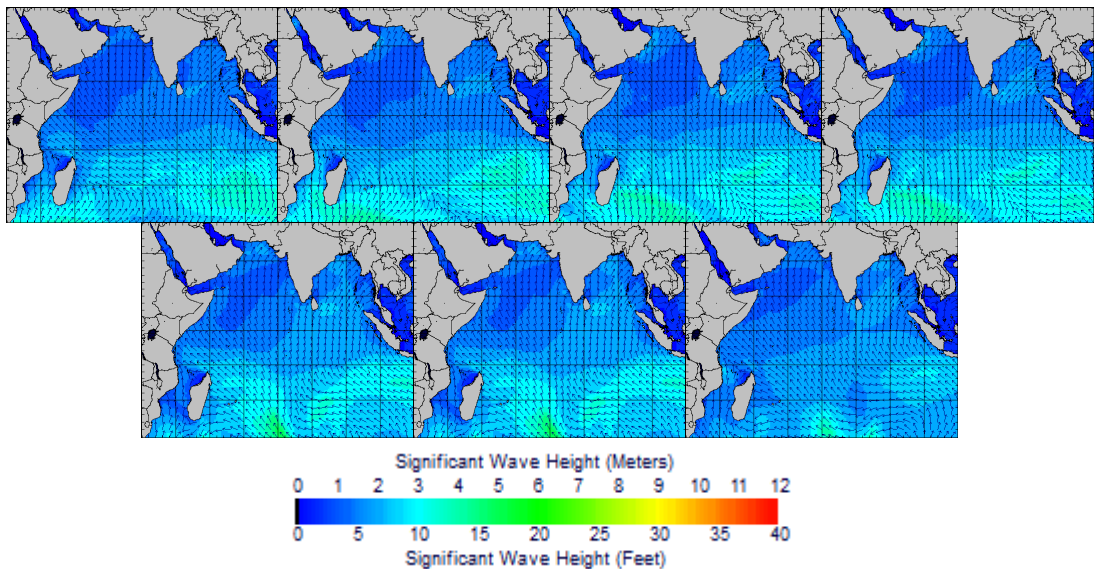 Significant Wave Height (Meters)
0 1 2 3 4 5 6 7 8 9 10 11 12
0 5 10 15 20 25 30 35 40
Significant Wave Height (Feet)